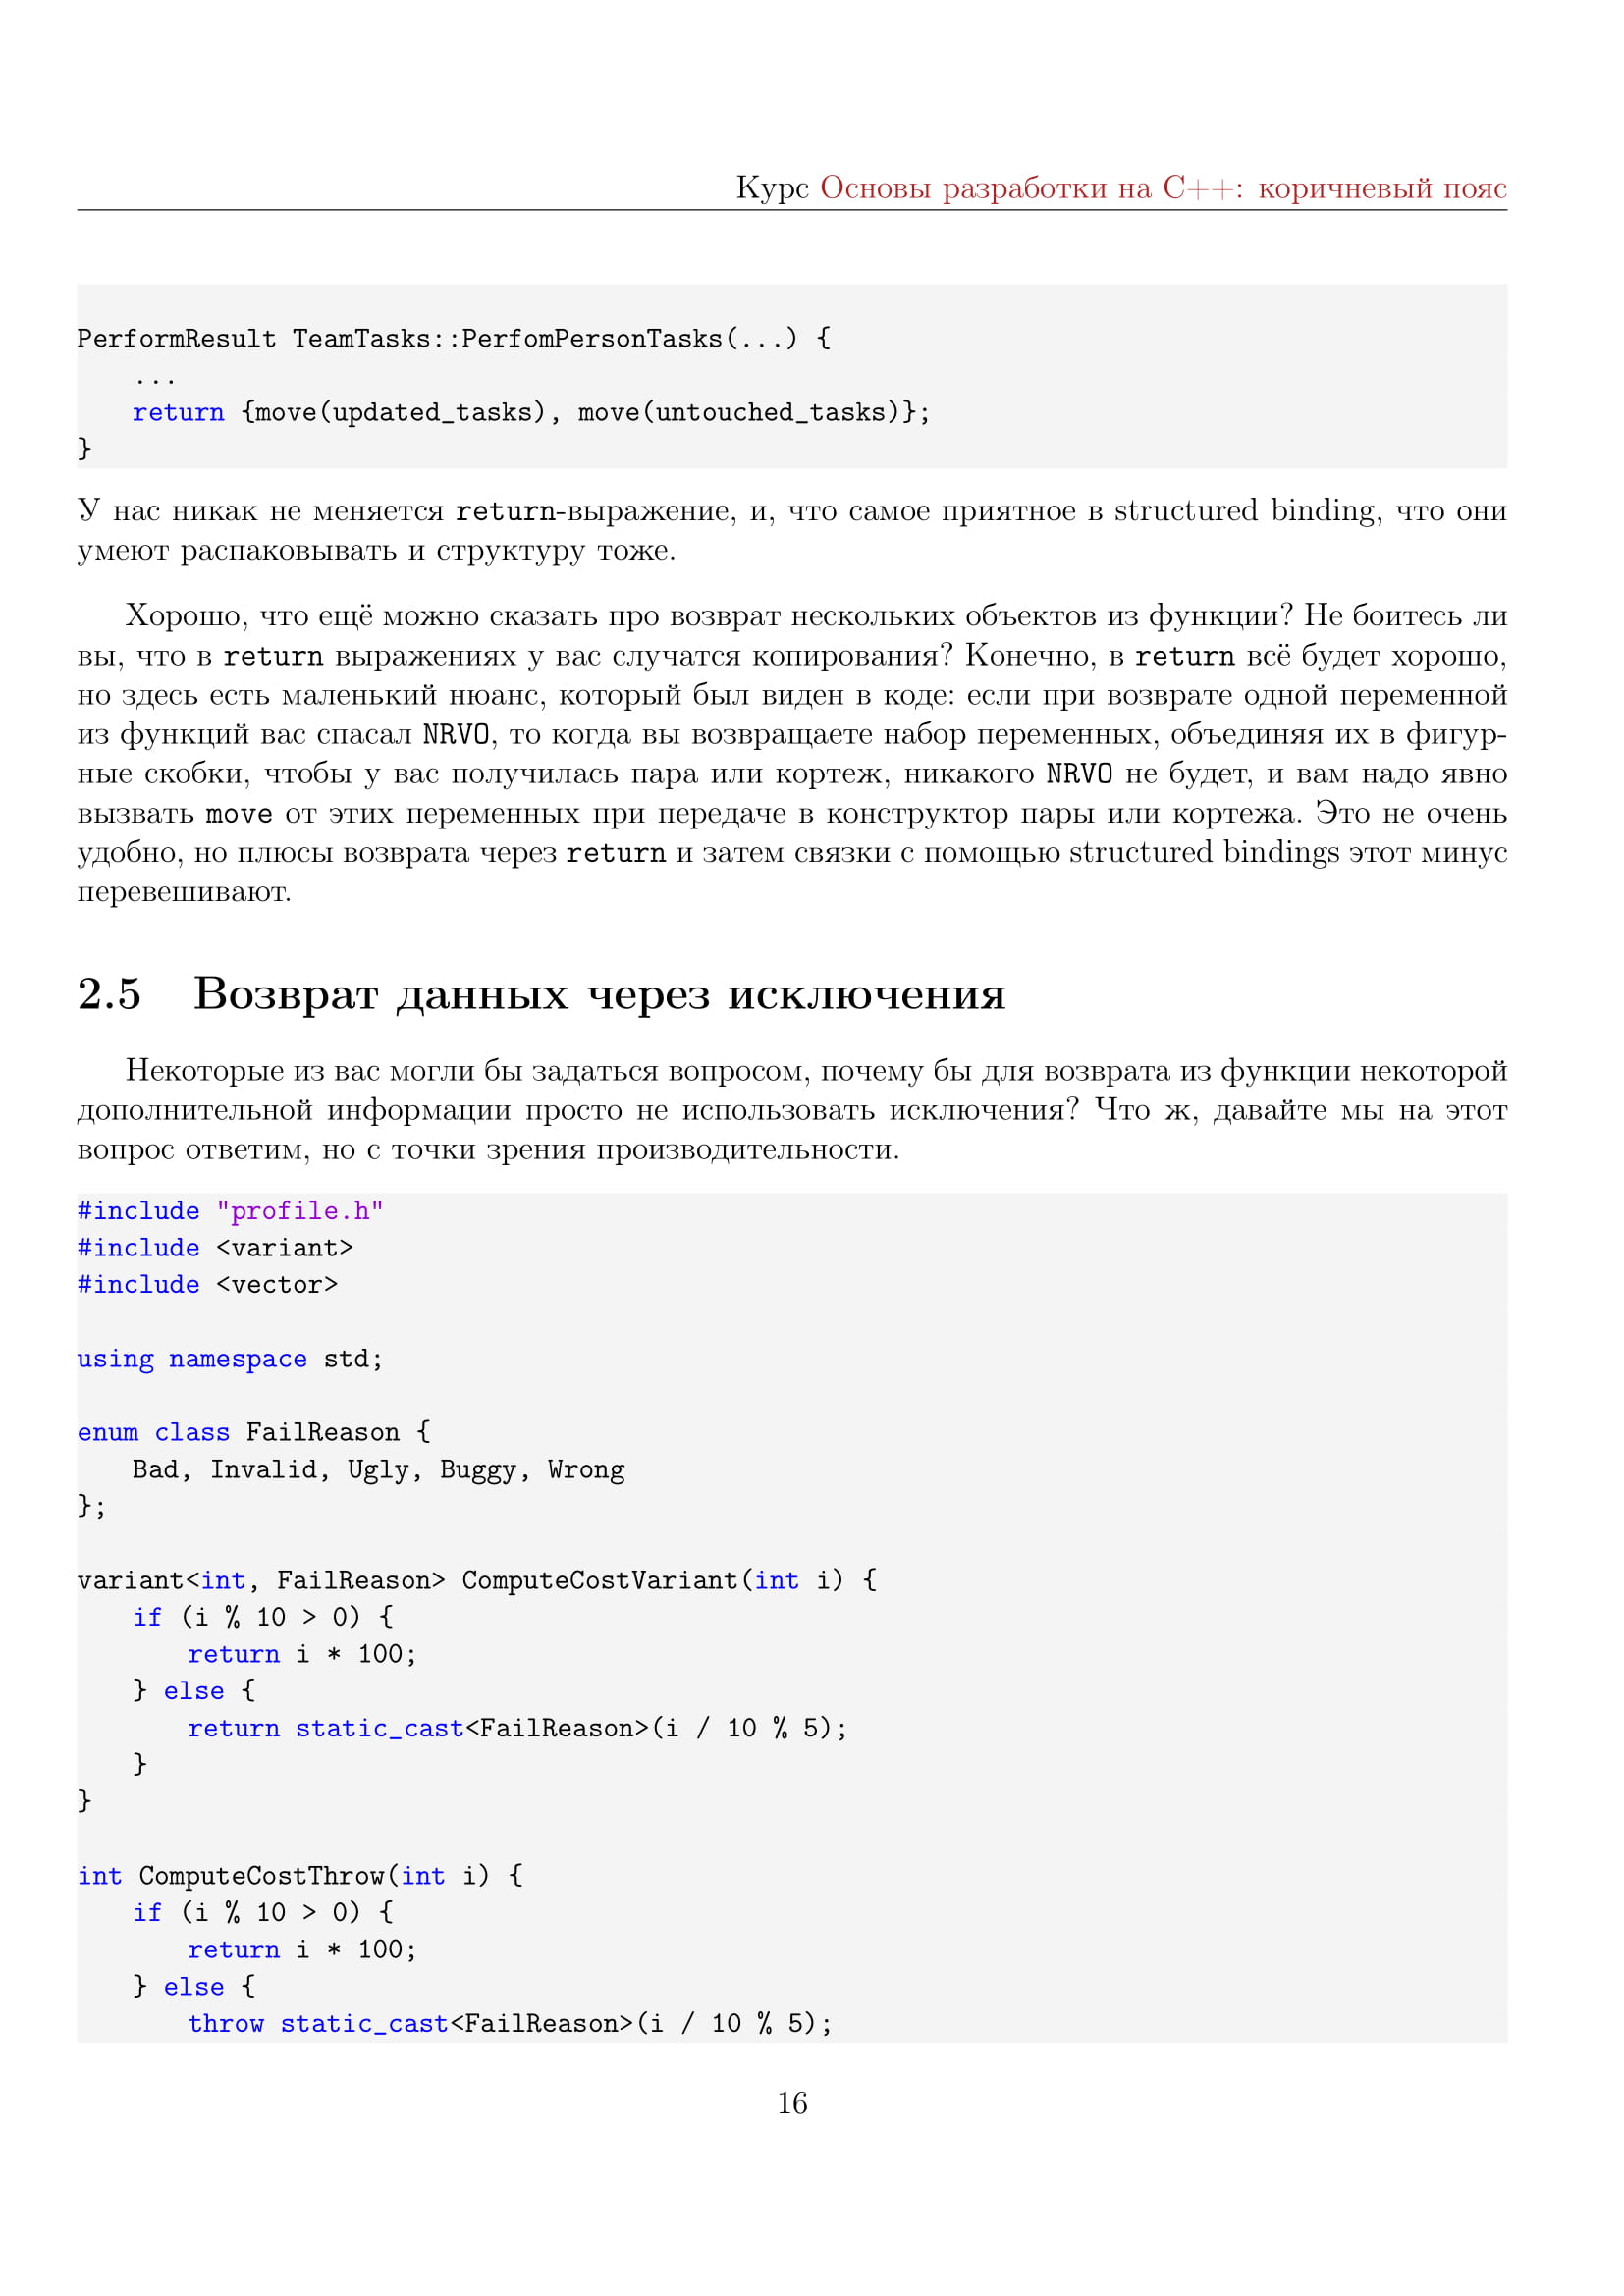 Курс Основы разработки на C++: коричневый пояс
PerformResult TeamTasks::PerfomPersonTasks(...) {
...
return {move(updated_tasks), move(untouched_tasks)};
}
У нас никак не меняется return-выражение, и, что самое приятное в structured binding, что они
умеют распаковывать и структуру тоже.
Хорошо, что ещё можно сказать про возврат нескольких объектов из функции? Не боитесь ли
вы, что в return выражениях у вас случатся копирования? Конечно, в return всё будет хорошо,
но здесь есть маленький нюанс, который был виден в коде: если при возврате одной переменной
из функций вас спасал NRVO, то когда вы возвращаете набор переменных, объединяя их в фигур-
ные скобки, чтобы у вас получилась пара или кортеж, никакого NRVO не будет, и вам надо явно
вызвать move от этих переменных при передаче в конструктор пары или кортежа. Это не очень
удобно, но плюсы возврата через return и затем связки с помощью structured bindings этот минус
перевешивают.
2.5 Возврат данных через исключения
Некоторые из вас могли бы задаться вопросом, почему бы для возврата из функции некоторой
дополнительной информации просто не использовать исключения? Что ж, давайте мы на этот
вопрос ответим, но с точки зрения производительности.
#include "profile.h"
#include <variant>
#include <vector>
using namespace std;
enum class FailReason {
Bad, Invalid, Ugly, Buggy, Wrong
};
variant<int, FailReason> ComputeCostVariant(int i) {
if (i % 10 > 0) {
return i * 100;
} else {
return static_cast<FailReason>(i / 10 % 5);
}
}
int ComputeCostThrow(int i) {
if (i % 10 > 0) {
return i * 100;
} else {
throw static_cast<FailReason>(i / 10 % 5);
16